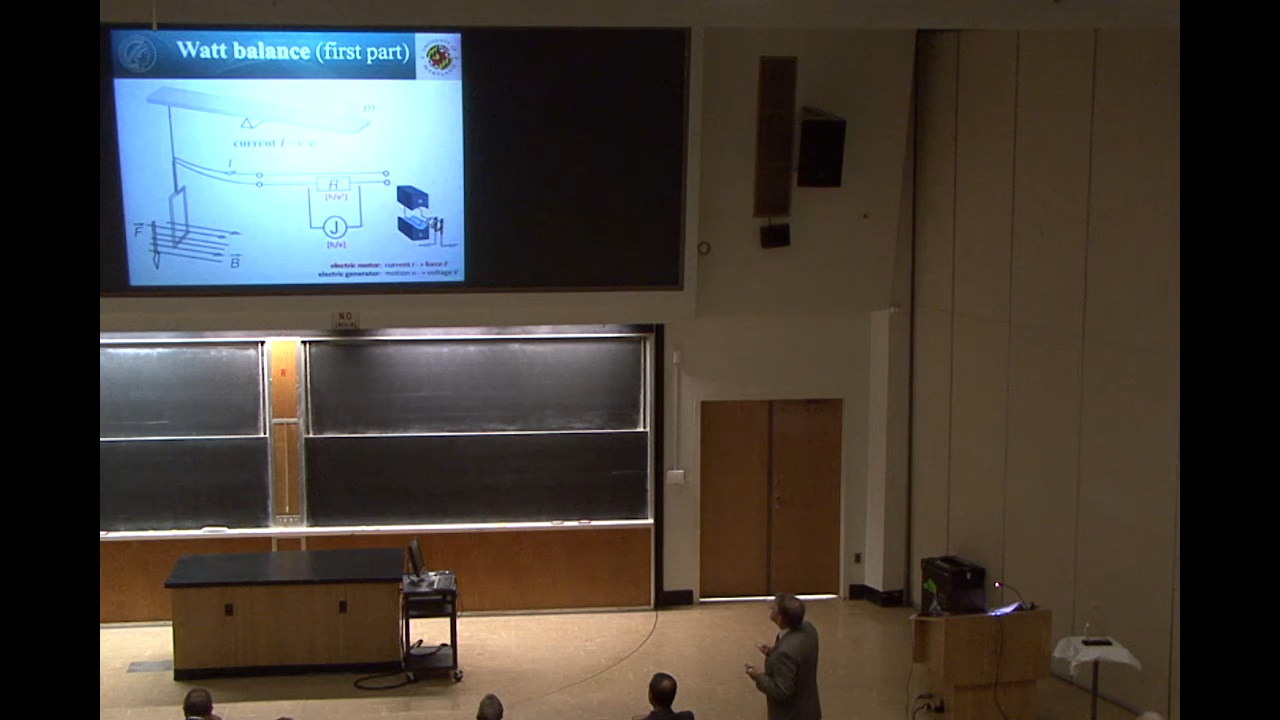 Watt balance (first part)
m
current I
I
H
[h/e²]
J
[h/e]
F
B
electric motor: current I → force F
electric generator: motion v → voltage V
NO
R